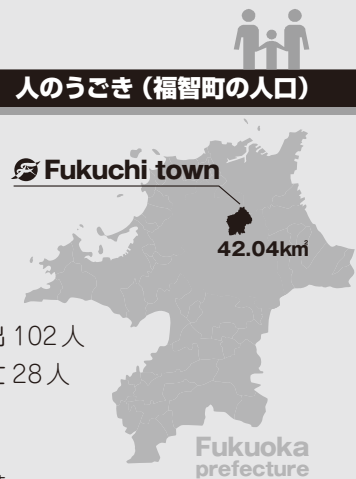 人のうごき（福智町の人口）
Fukuchi town
42.04k㎡
102人
28人
Fukuoka
prefecture